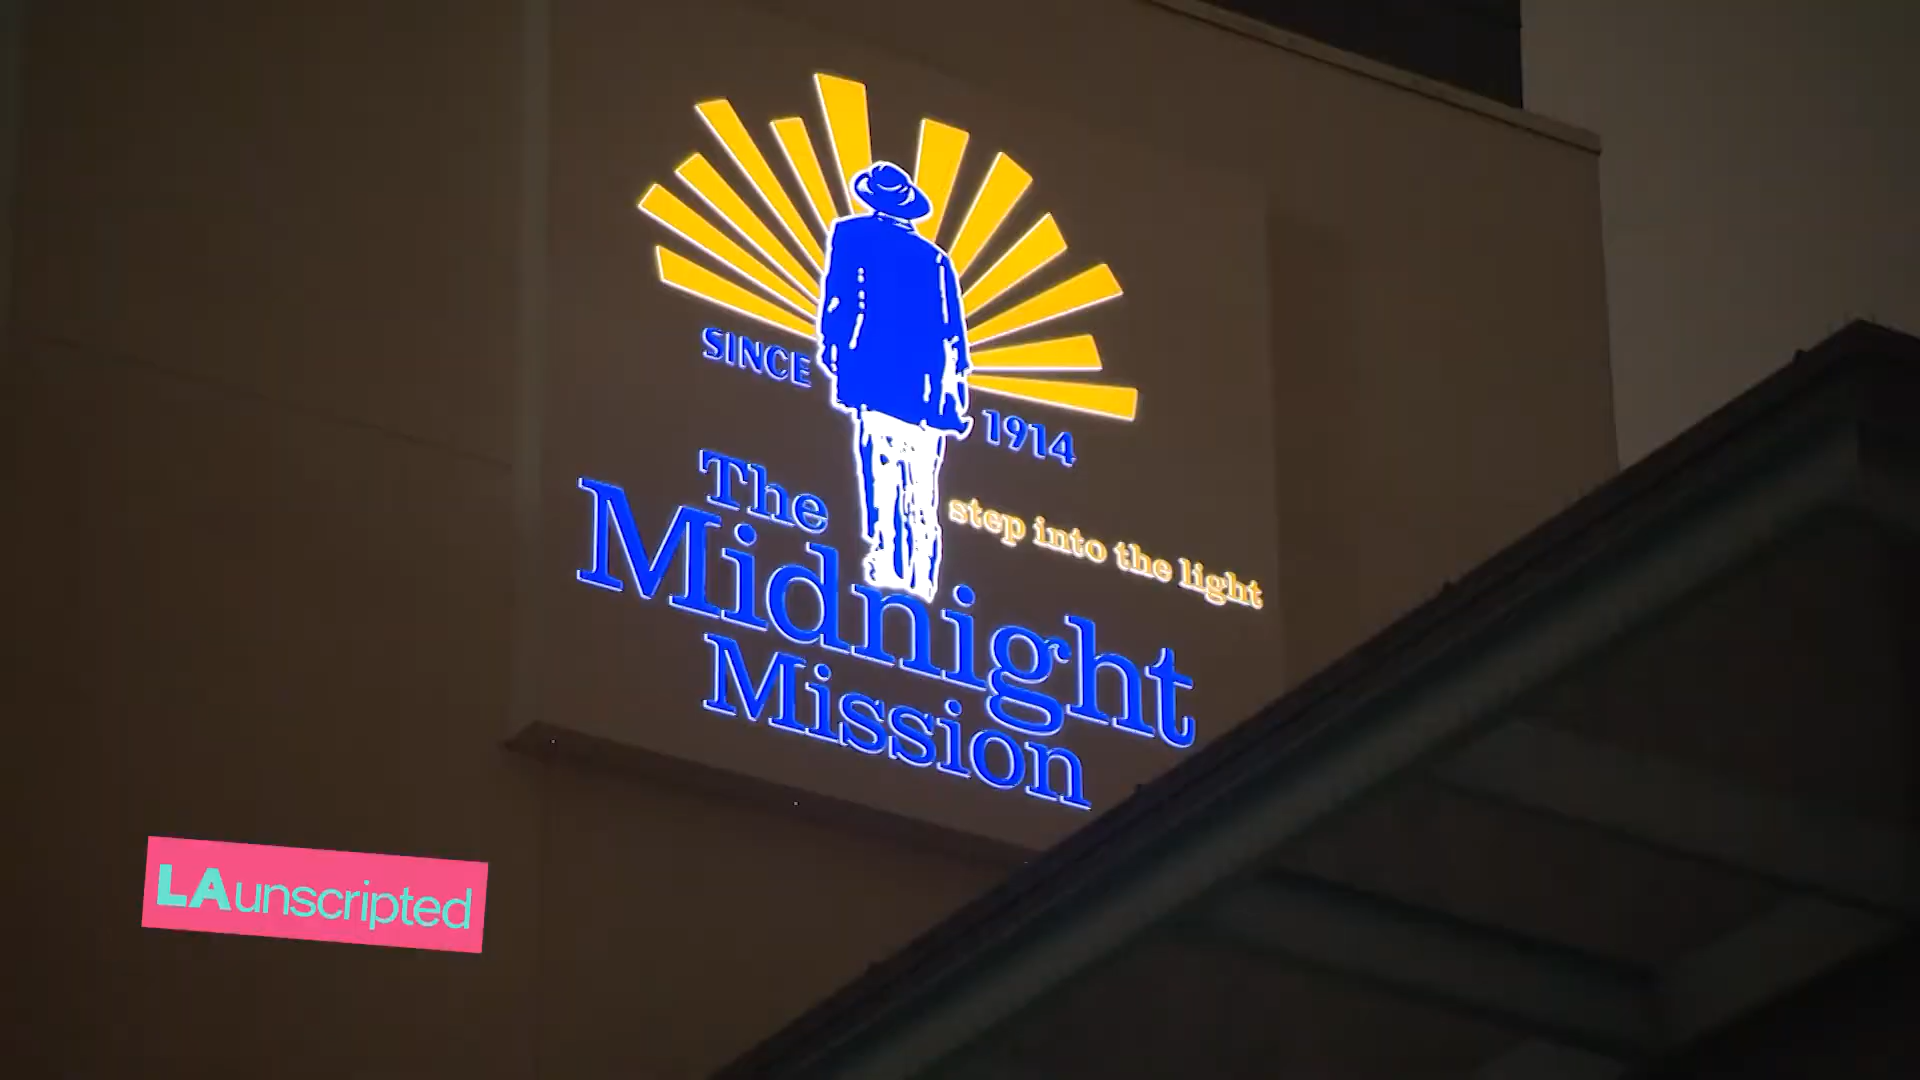 SINCE
1914
The
step into the light
Midnight
Mission
LAunscripted